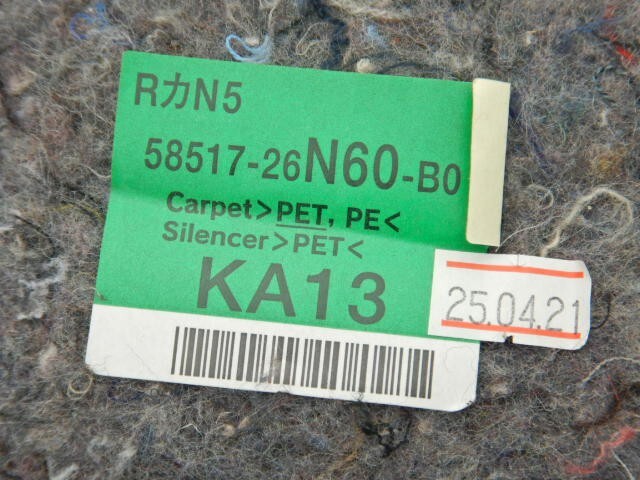 RカN5
58517-26N60-B0
Carpet>PET, PE<
Silencer>PET<
KA13
25.04.21